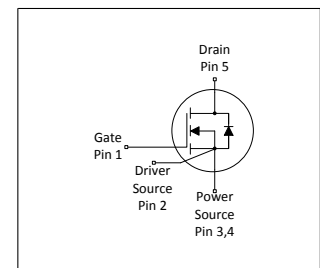 Drain
Pin 5
Gate
Pin 1
Driver
Source
Pin 2
Power
Source
Pin 3,4